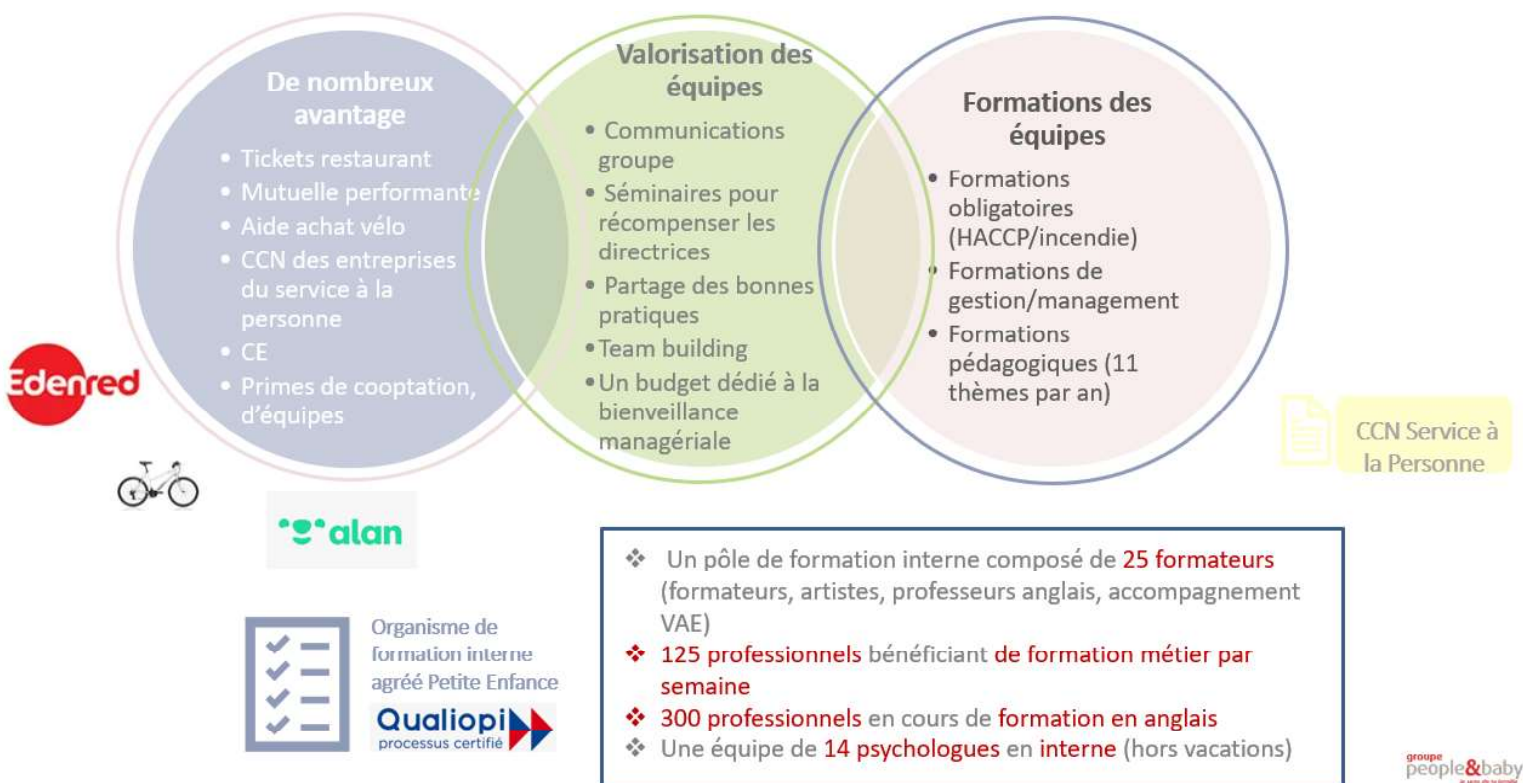 De nombreux
avantage
• Tickets restaurant
• Mutuelle performante
• Aide achat vélo
• CCN des entreprises
du service à la
personne
• CE
• Primes de cooptation,
d'équipes
Valorisation des
équipes
• Communications
groupe
• Séminaires pour
récompenser les
directrices
• Partage des bonnes
pratiques
• Team building
• Un budget dédié à la
bienveillance
managériale
Formations des
équipes
• Formations
obligatoires
(HACCP/incendie)
• Formations de
gestion/management
• Formations
pédagogiques (11
thèmes par an)
Edenred
alan
CCN Service à
la Personne
Organisme de
formation interne
agréé Petite Enfance
Qualiopi
processus certifié
❖ Un pôle de formation interne composé de 25 formateurs
(formateurs, artistes, professeurs anglais, accompagnement
VAE)
❖ 125 professionnels bénéficiant de formation métier par
semaine
❖ 300 professionnels en cours de formation en anglais
❖ Une équipe de 14 psychologues en interne (hors vacations)
groupe
people&baby